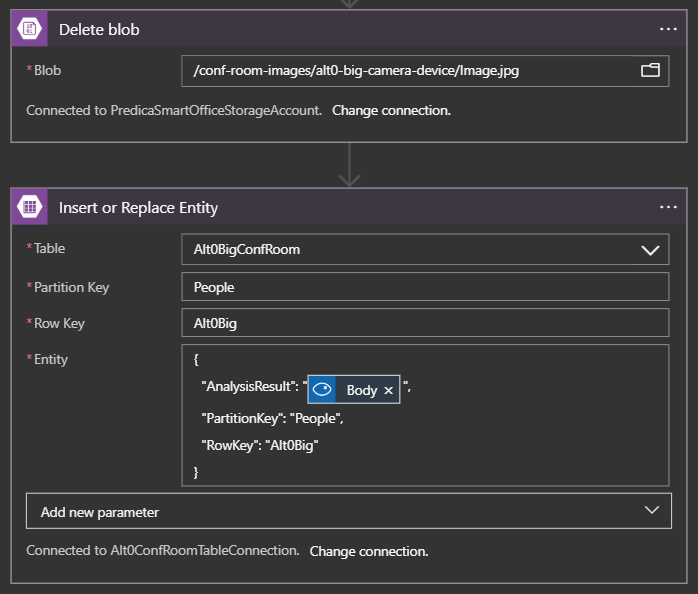 Delete blob
...
* Blob
/conf-room-images/alt0-big-camera-device/Image.jpg
Connected to PredicaSmartOfficeStorageAccount. Change connection.
Insert or Replace Entity
...
* Table
Alt0BigConfRoom
* Partition Key
People
* Row Key
Alt0Big
* Entity
{
"AnalysisResult": " Body × ",
"PartitionKey": "People",
"RowKey": "Alt0Big"
}
Add new parameter
Connected to Alt0ConfRoomTableConnection. Change connection.